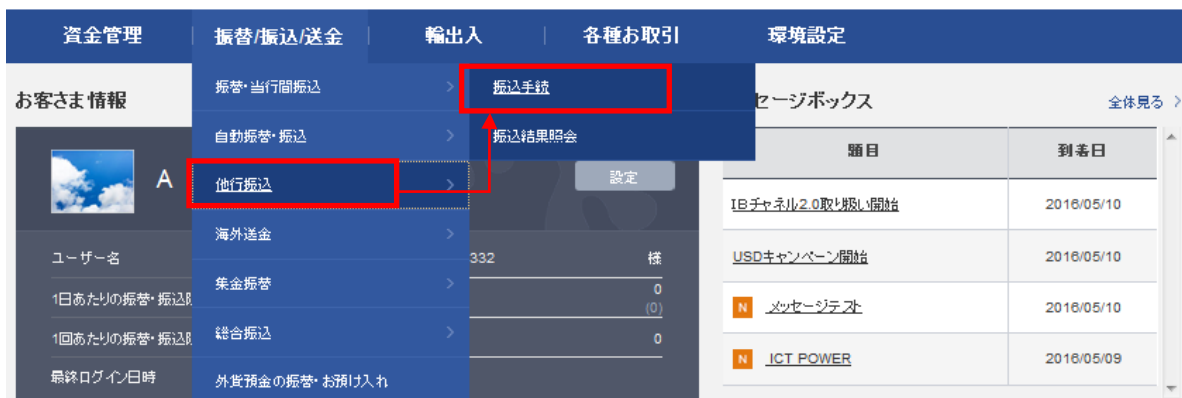 資金管理 振替/振込/送金 輸出入 各種お取引 環境設定
お客さま情報
振替・当行間振込
自動振替・振込
他行振込
海外送金
集金振替
総合振込
外貨預金の振替・お預け入れ
振込手続
振込結果照会
A
設定
ユーザー名 332 様
1日あたりの振替・振込 0
(0)
1回あたりの振替・振込 0
最終ログイン日時
セージボックス 全体見る
題目 到着日
IBチャネル2.0取り扱い開始 2016/05/10
USDキャンペーン開始 2016/05/10
N メッセージテスト 2016/05/10
N ICT POWER 2016/05/09